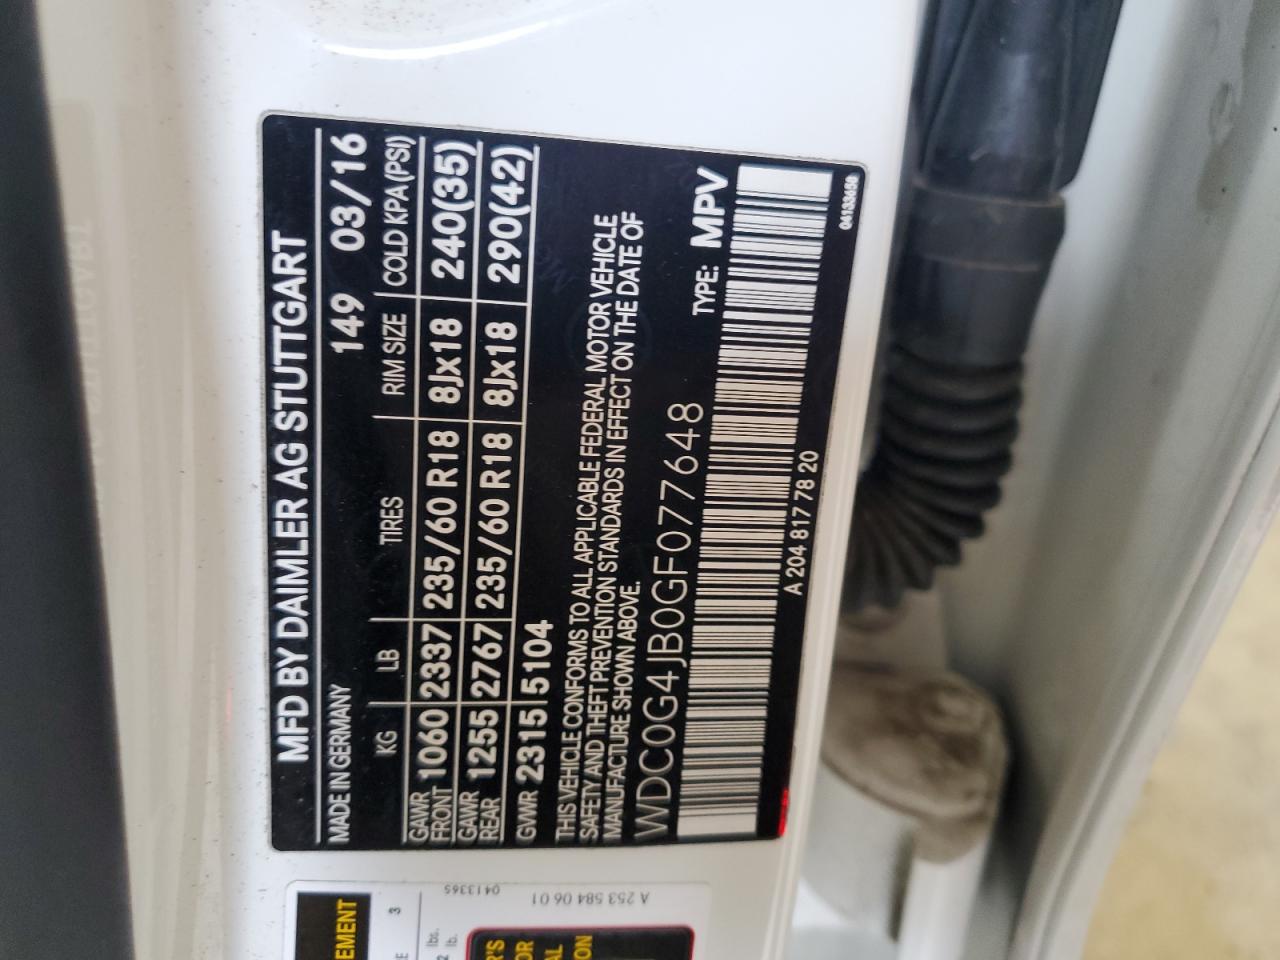 MFD BY DAIMLER AG STUTTGART
MADE IN GERMANY 149 03/16
KG LB TIRES RIM SIZE COLD KPA(PSI)
GAWR FRONT 1060 2337 235/60 R18 8Jx18 240(35)
GAWR REAR 1255 2767 235/60 R18 8Jx18 290(42)
GVWR 2315 5104
THIS VEHICLE CONFORMS TO ALL APPLICABLE FEDERAL MOTOR VEHICLE
SAFETY AND THEFT PREVENTION STANDARDS IN EFFECT ON THE DATE OF
MANUFACTURE SHOWN ABOVE.
WDC0G4JB0GF077648 TYPE: MPV
A 204 817 78 20
A 253 584 06 01
0413365
EMENT
3
lbs.
lb.